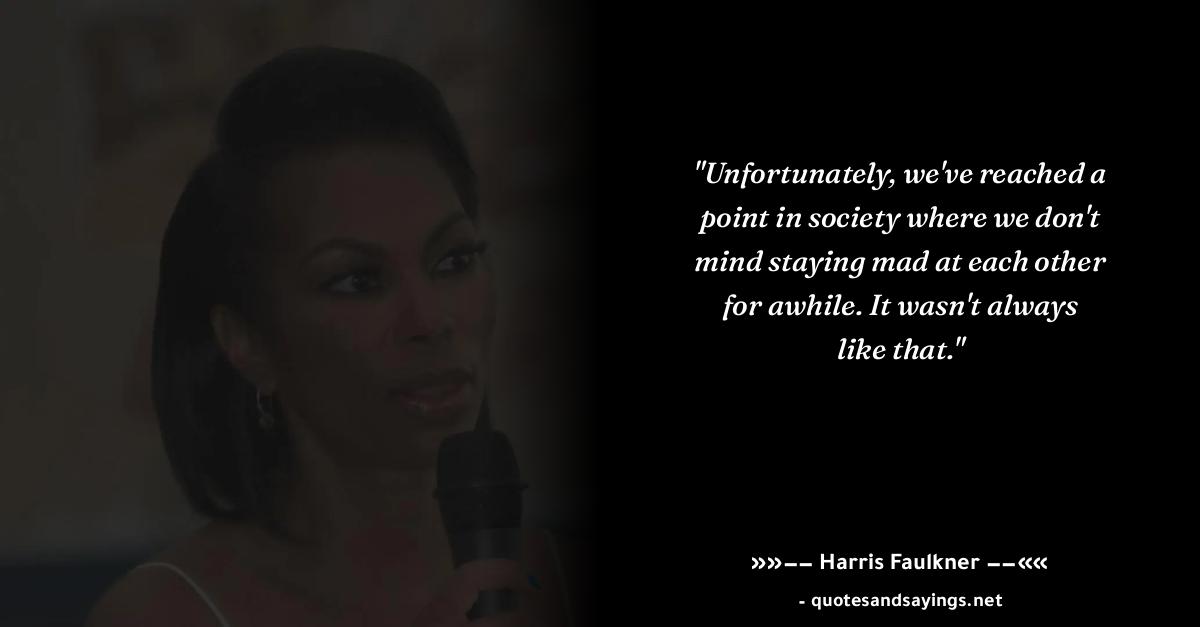 "Unfortunately, we've reached a
point in society where we don't
mind staying mad at each other
for awhile. It wasn't always
like that."
»»−− Harris Faulkner −−««
- quotesandsayings.net